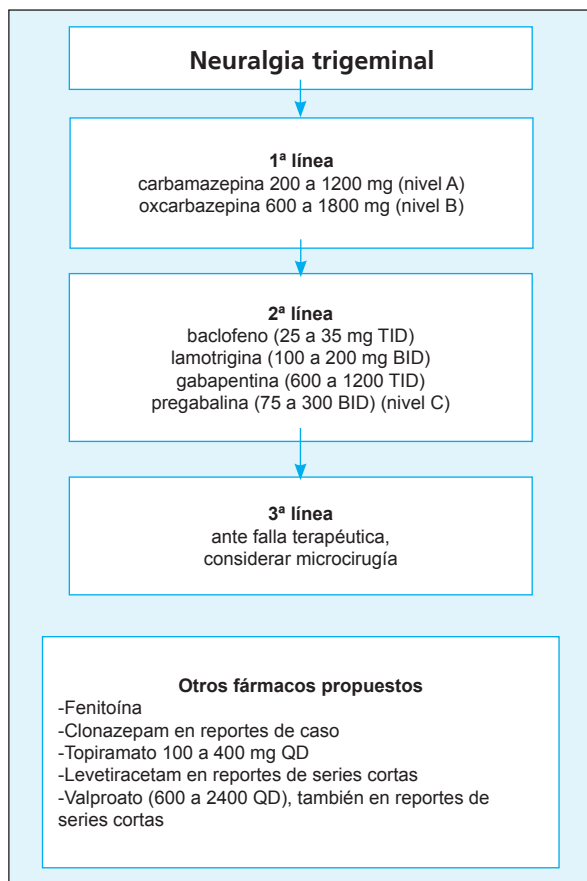 Neuralgia trigeminal
1ª línea
carbamazepina 200 a 1200 mg (nivel A)
oxcarbazepina 600 a 1800 mg (nivel B)
2ª línea
baclofeno (25 a 35 mg TID)
lamotrigina (100 a 200 mg BID)
gabapentina (600 a 1200 TID)
pregabalina (75 a 300 BID) (nivel C)
3ª línea
ante falla terapéutica,
considerar microcirugía
Otros fármacos propuestos
-Fenitoína
-Clonazepam en reportes de caso
-Topiramato 100 a 400 mg QD
-Levetiracetam en reportes de series cortas
-Valproato (600 a 2400 QD), también en reportes de
series cortas